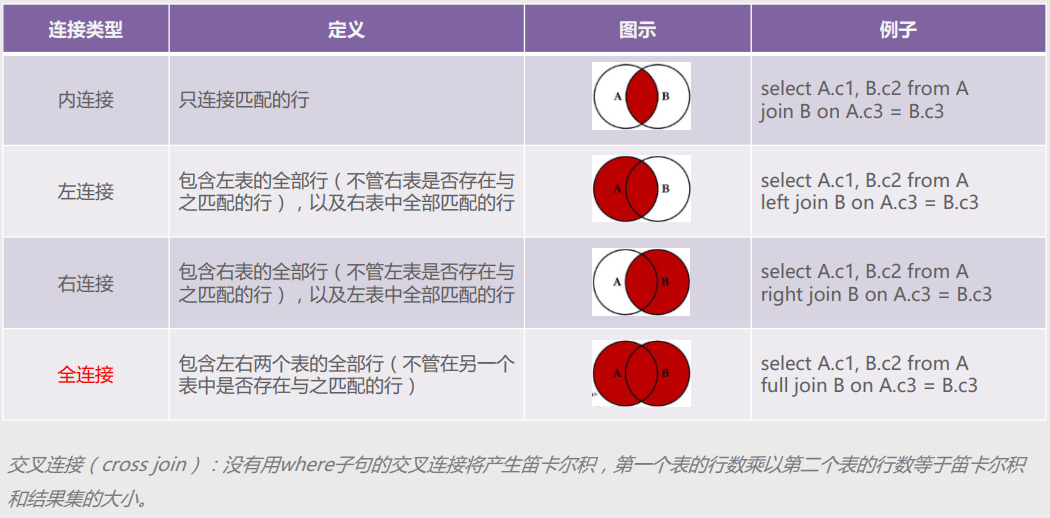 连接类型 定义 图示 例子
内连接
只连接匹配的行
A B
select A.c1, B.c2 from A
join B on A.c3 = B.c3
左连接
包含左表的全部行（不管右表是否存在与
之匹配的行），以及右表中全部匹配的行
A B
select A.c1, B.c2 from A
left join B on A.c3 = B.c3
右连接
包含右表的全部行（不管左表是否存在与
之匹配的行），以及左表中全部匹配的行
A B
select A.c1, B.c2 from A
right join B on A.c3 = B.c3
全连接
包含左右两个表的全部行（不管在另一个
表中是否存在与之匹配的行）
A B
select A.c1, B.c2 from A
full join B on A.c3 = B.c3
交叉连接（cross join）：没有用where子句的交叉连接将产生笛卡尔积，第一个表的行数乘以第二个表的行数等于笛卡尔积
和结果集的大小。